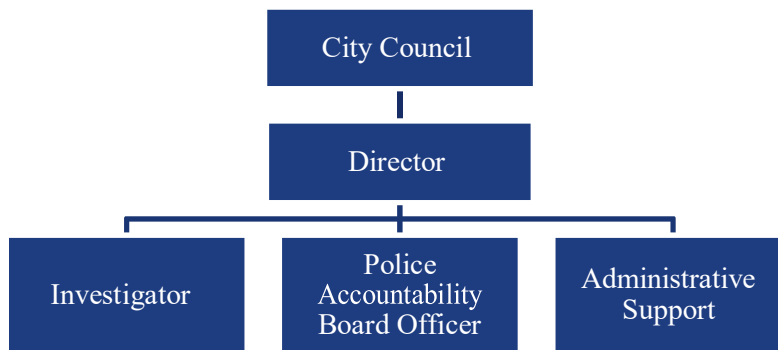 City Council
Director
Investigator
Police
Accountability
Board Officer
Administrative
Support